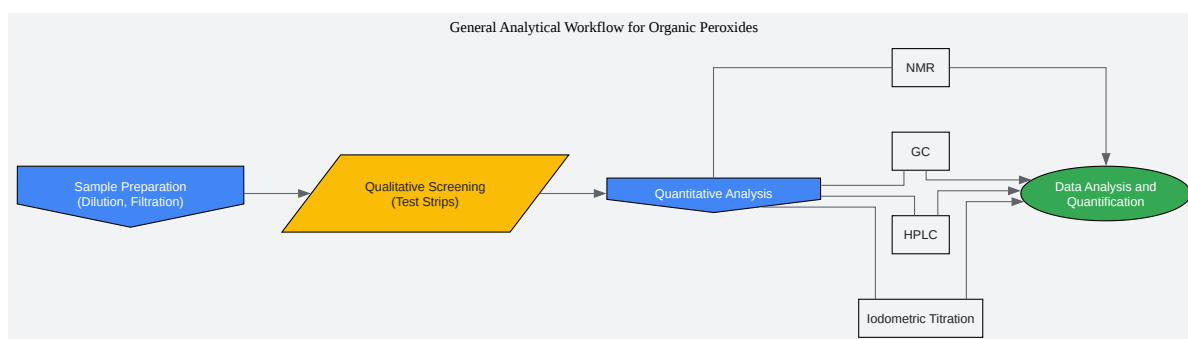 General Analytical Workflow for Organic Peroxides
Sample Preparation
(Dilution, Filtration)
Qualitative Screening
(Test Strips)
Quantitative Analysis
NMR
GC
HPLC
Iodometric Titration
Data Analysis and
Quantification